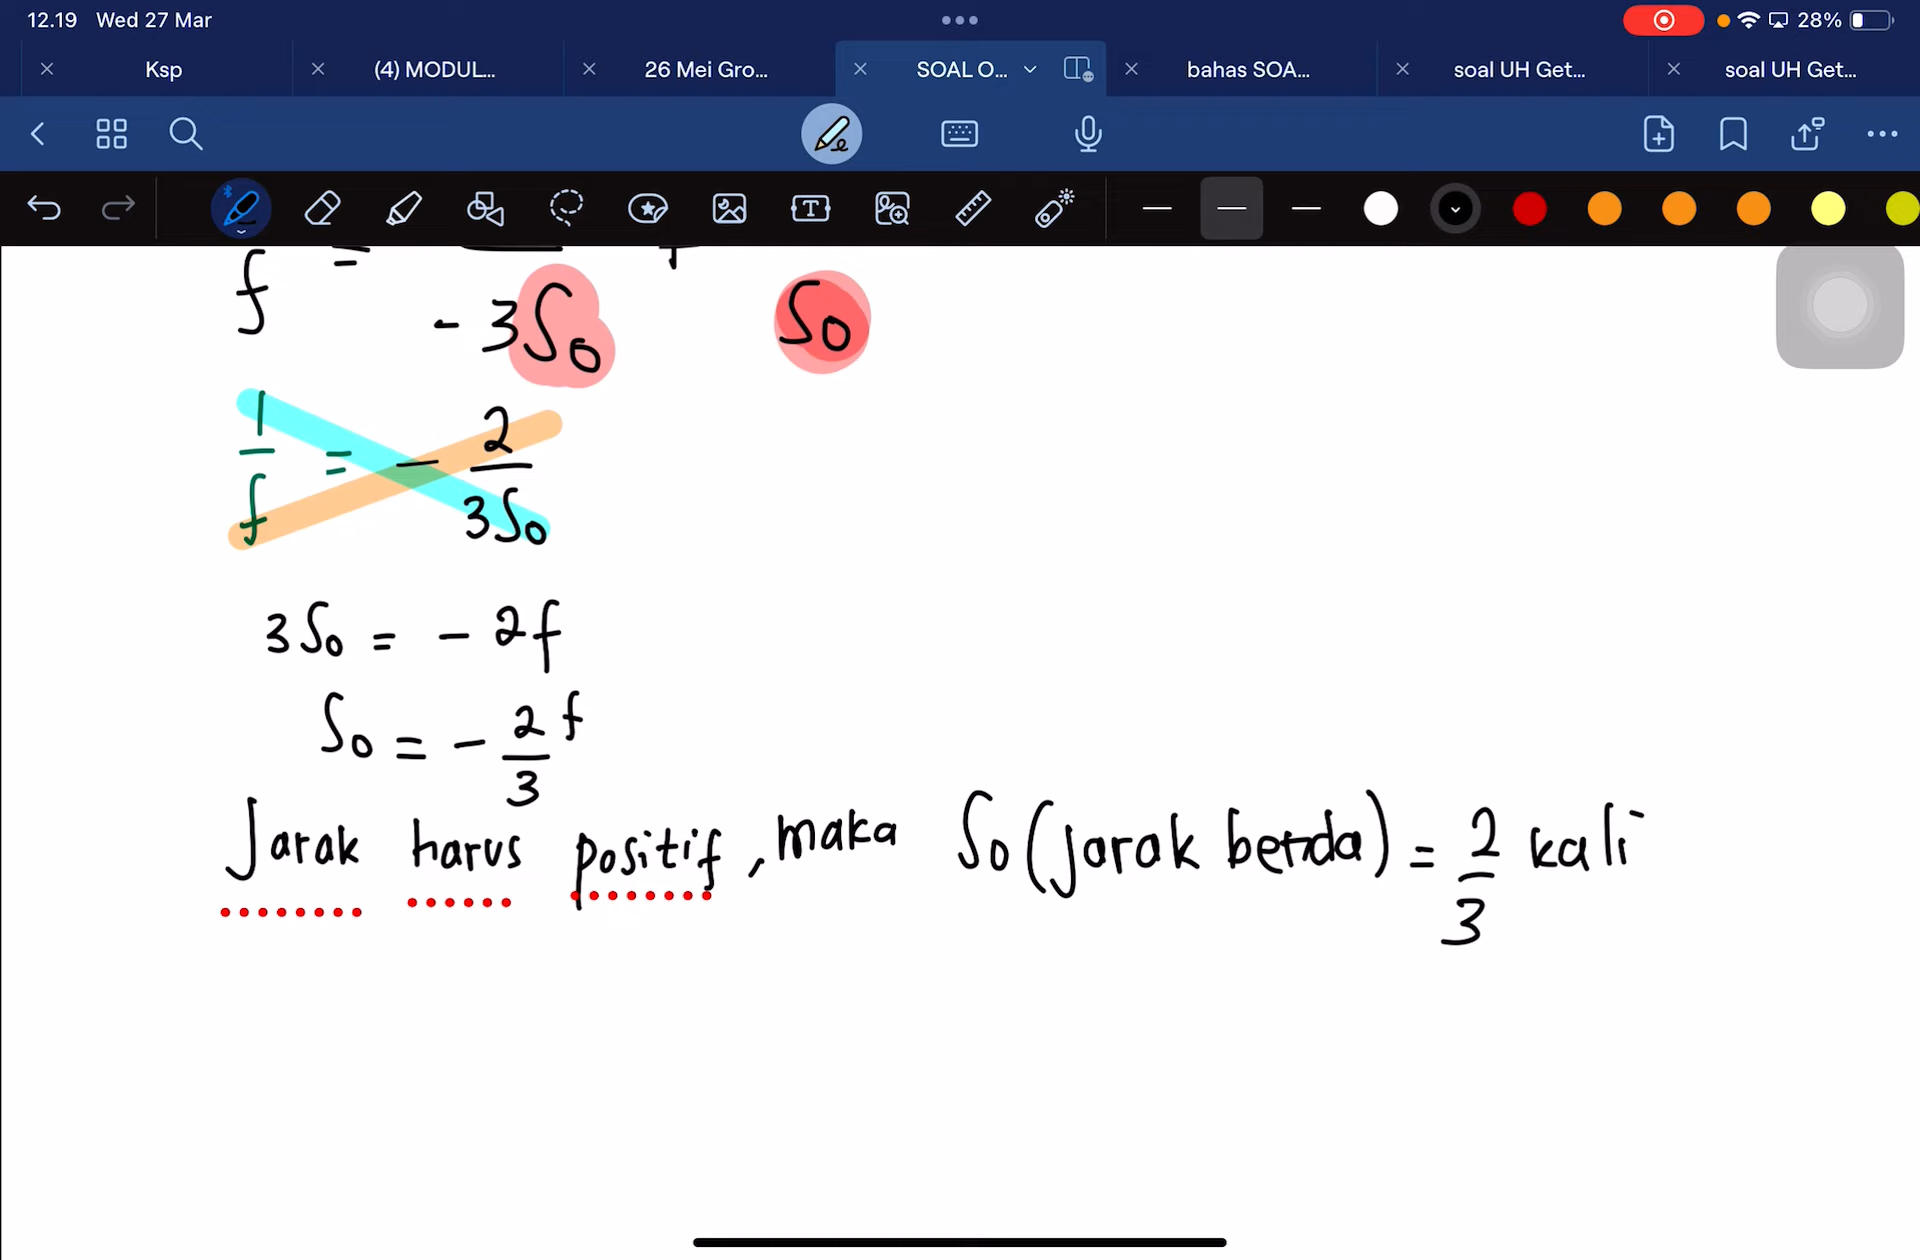 12.19 Wed 27 Mar 28%
Ksp (4) MODUL... 26 Mei Gro... SOAL O... bahas SOA... soal UH Get... soal UH Get...
f = - 3So So
1/f = - 2/3So
3So = - 2f
So = - 2/3 f
Jarak harus positif, maka So (jarak benda) = 2/3 kali